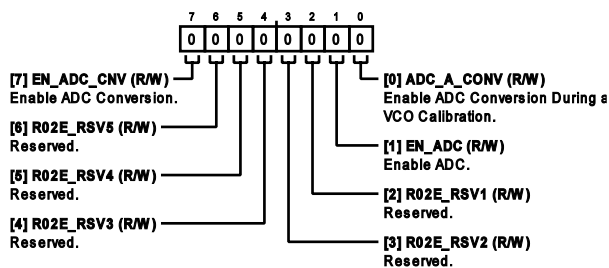 7 6 5 4 3 2 1 0
0 0 0 0 0 0 0 0
[7] EN_ADC_CNV (R/W)
Enable ADC Conversion.
[6] R02E_RSV5 (R/W)
Reserved.
[5] R02E_RSV4 (R/W)
Reserved.
[4] R02E_RSV3 (R/W)
Reserved.
[0] ADC_A_CONV (R/W)
Enable ADC Conversion During a
VCO Calibration.
[1] EN_ADC (R/W)
Enable ADC.
[2] R02E_RSV1 (R/W)
Reserved.
[3] R02E_RSV2 (R/W)
Reserved.